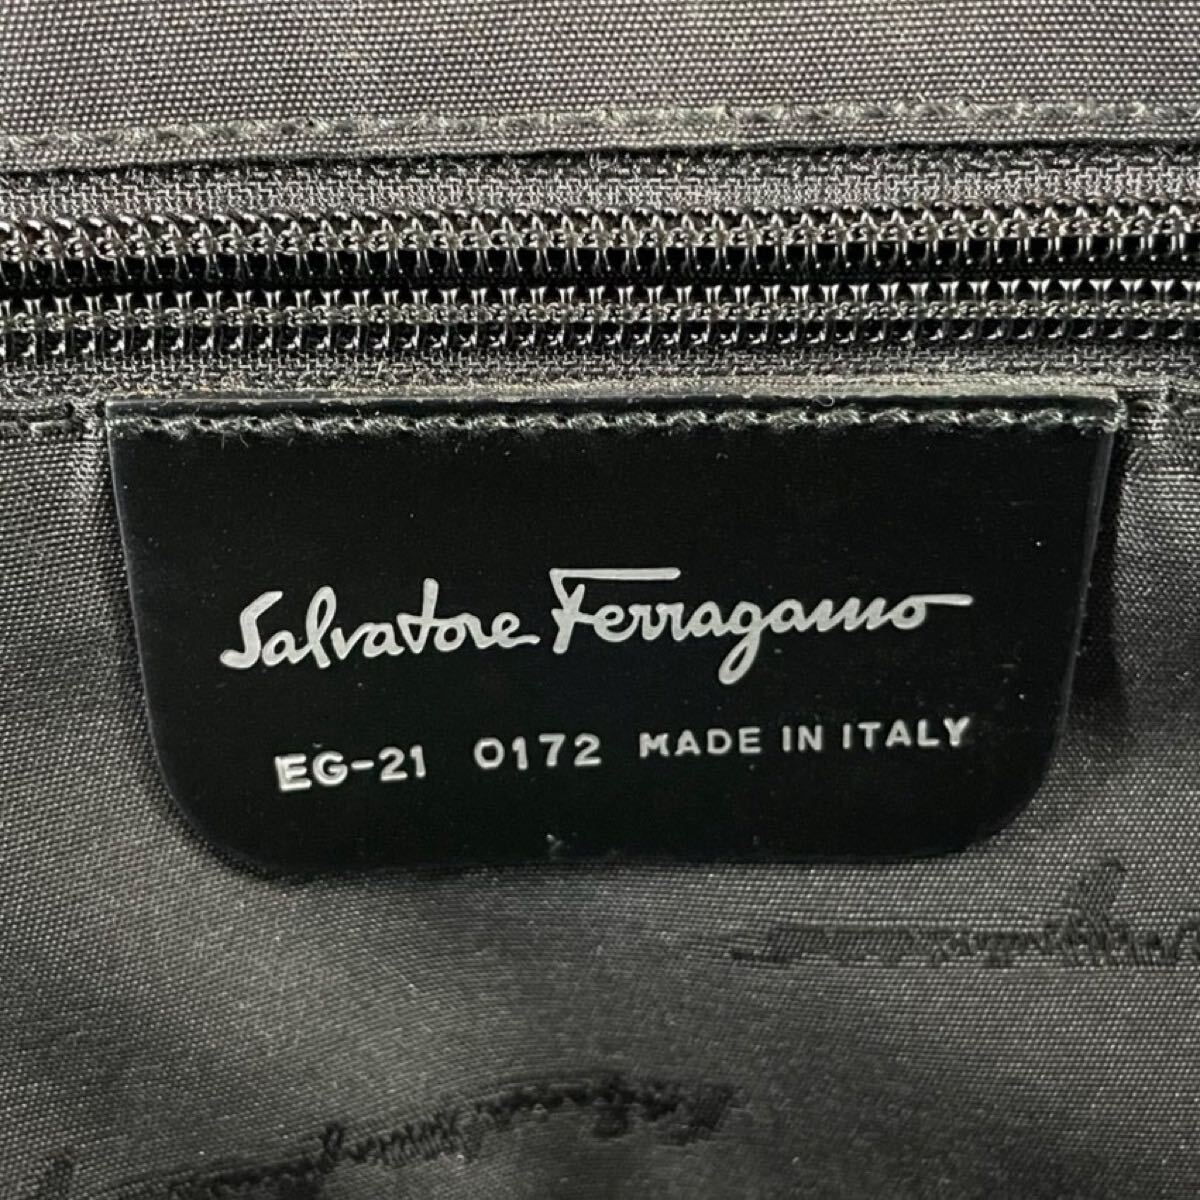 Salvatore Ferragamo
EG-21 0172 MADE IN ITALY